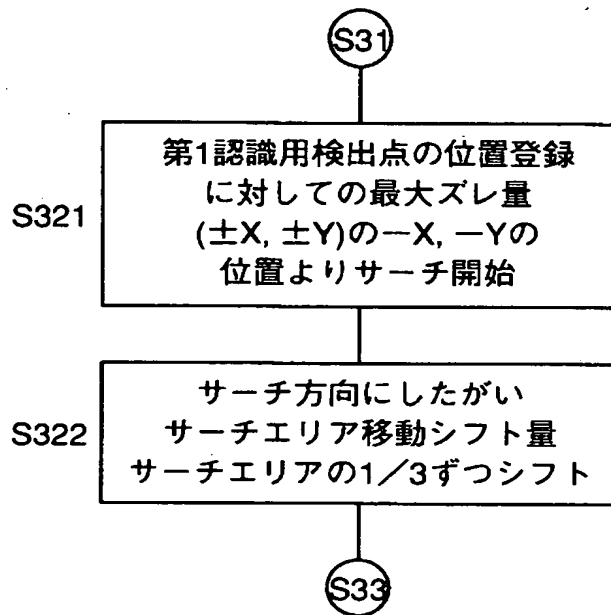 S31
S321
第1認識用検出点の位置登録
に対しての最大ズレ量
(±X, ±Y)の−X, −Yの
位置よりサーチ開始
S322
サーチ方向にしたがい
サーチエリア移動シフト量
サーチエリアの1／3ずつシフト
S33